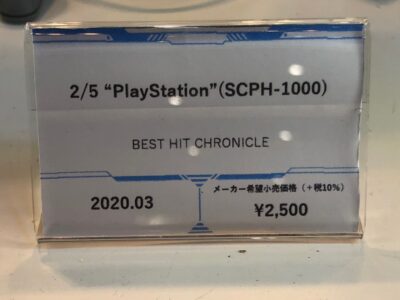 2/5 “PlayStation”(SCPH-1000)
BEST HIT CHRONICLE
2020.03
メーカー希望小売価格（＋税10%）
¥2,500